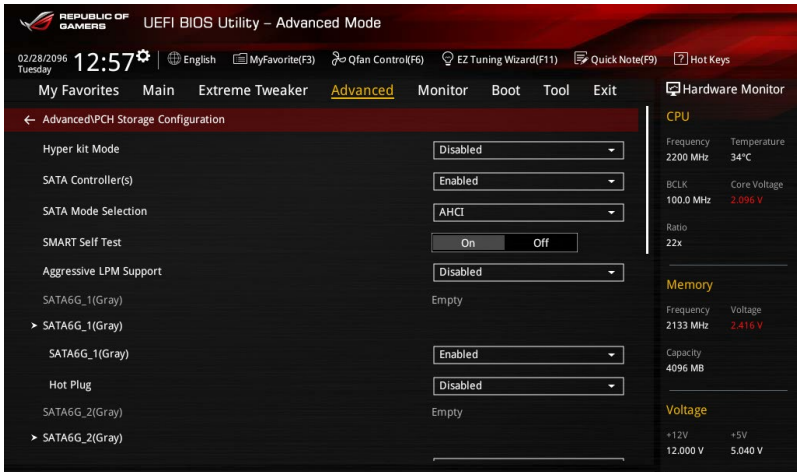 REPUBLIC OF
GAMERS
UEFI BIOS Utility – Advanced Mode
02/28/2096
Tuesday
12:57
English
MyFavorite(F3)
Qfan Control(F6)
EZ Tuning Wizard(F11)
Quick Note(F9)
? Hot Keys
My Favorites Main Extreme Tweaker Advanced Monitor Boot Tool Exit
Hardware Monitor
← Advanced\PCH Storage Configuration
Hyper kit Mode Disabled
SATA Controller(s) Enabled
SATA Mode Selection AHCI
SMART Self Test On Off
Aggressive LPM Support Disabled
SATA6G_1(Gray) Empty
> SATA6G_1(Gray)
SATA6G_1(Gray) Enabled
Hot Plug Disabled
SATA6G_2(Gray) Empty
> SATA6G_2(Gray)
CPU
Frequency Temperature
2200 MHz 34°C
BCLK Core Voltage
100.0 MHz 2.096 V
Ratio
22x
Memory
Frequency Voltage
2133 MHz 2.416 V
Capacity
4096 MB
Voltage
+12V +5V
12.000 V 5.040 V